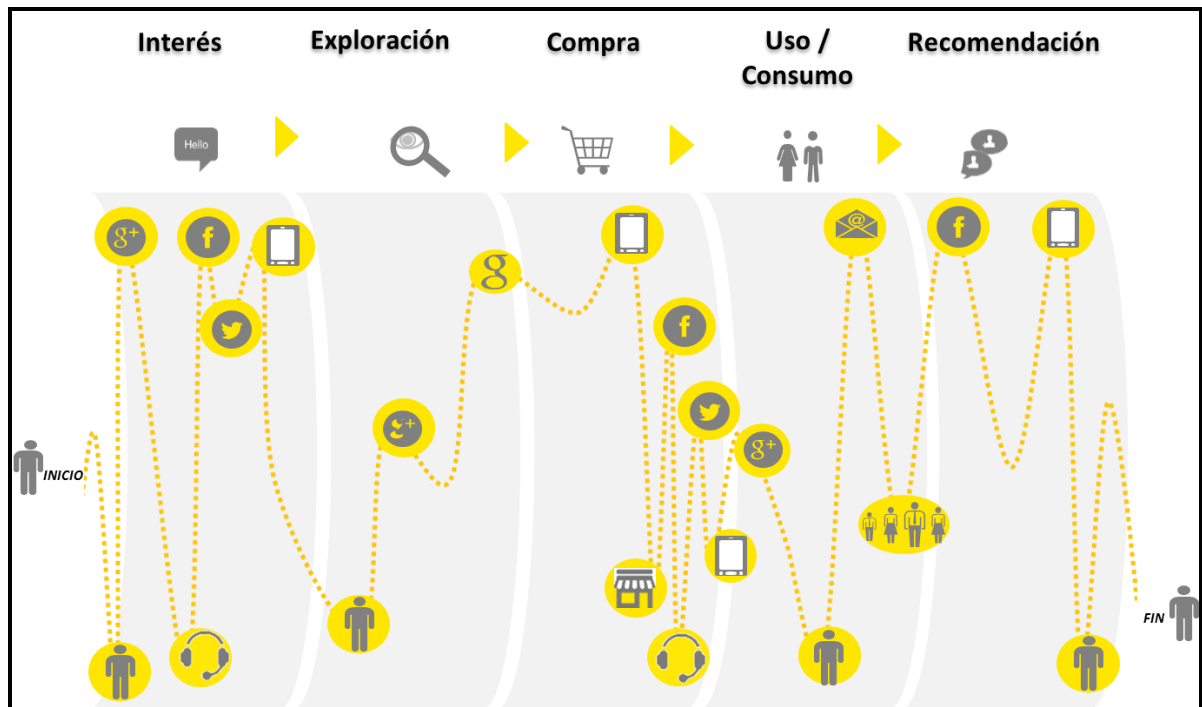 Interés
Exploración
Compra
Uso /
Consumo
Recomendación
Hello
g+
f
f
@
f
g
g+
g+
INICIO
FIN